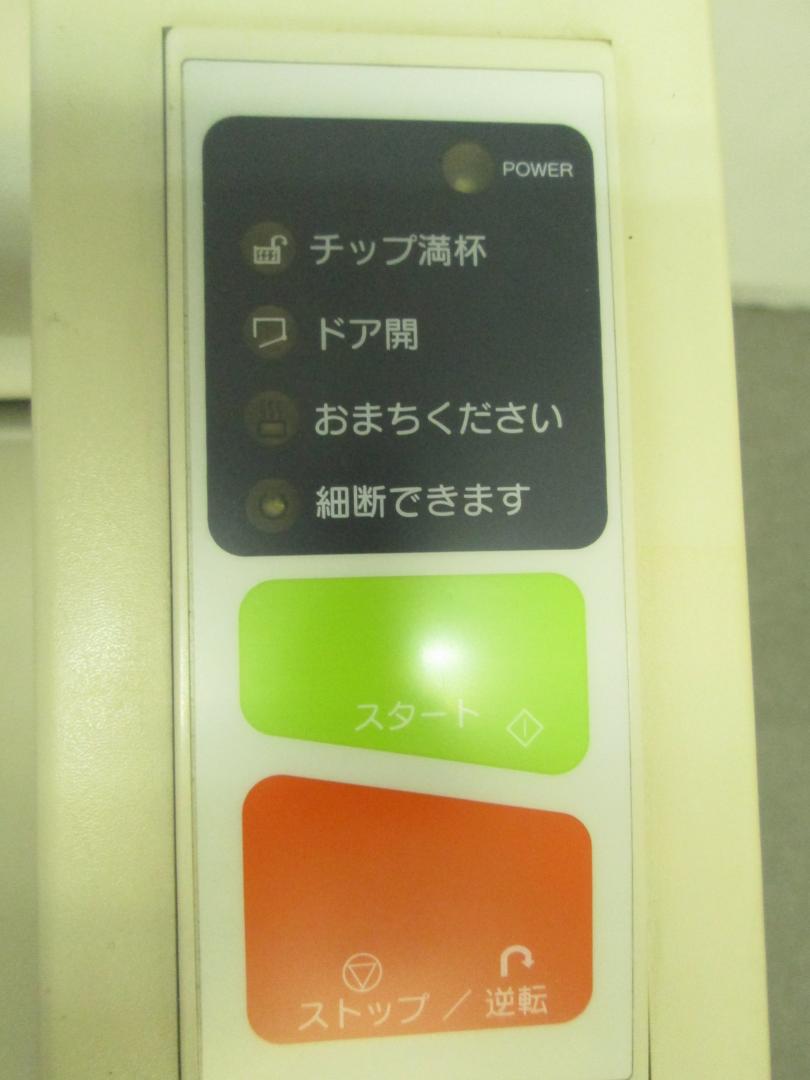 POWER
チップ満杯
ドア開
おまちください
細断できます
スタート
ストップ / 逆転